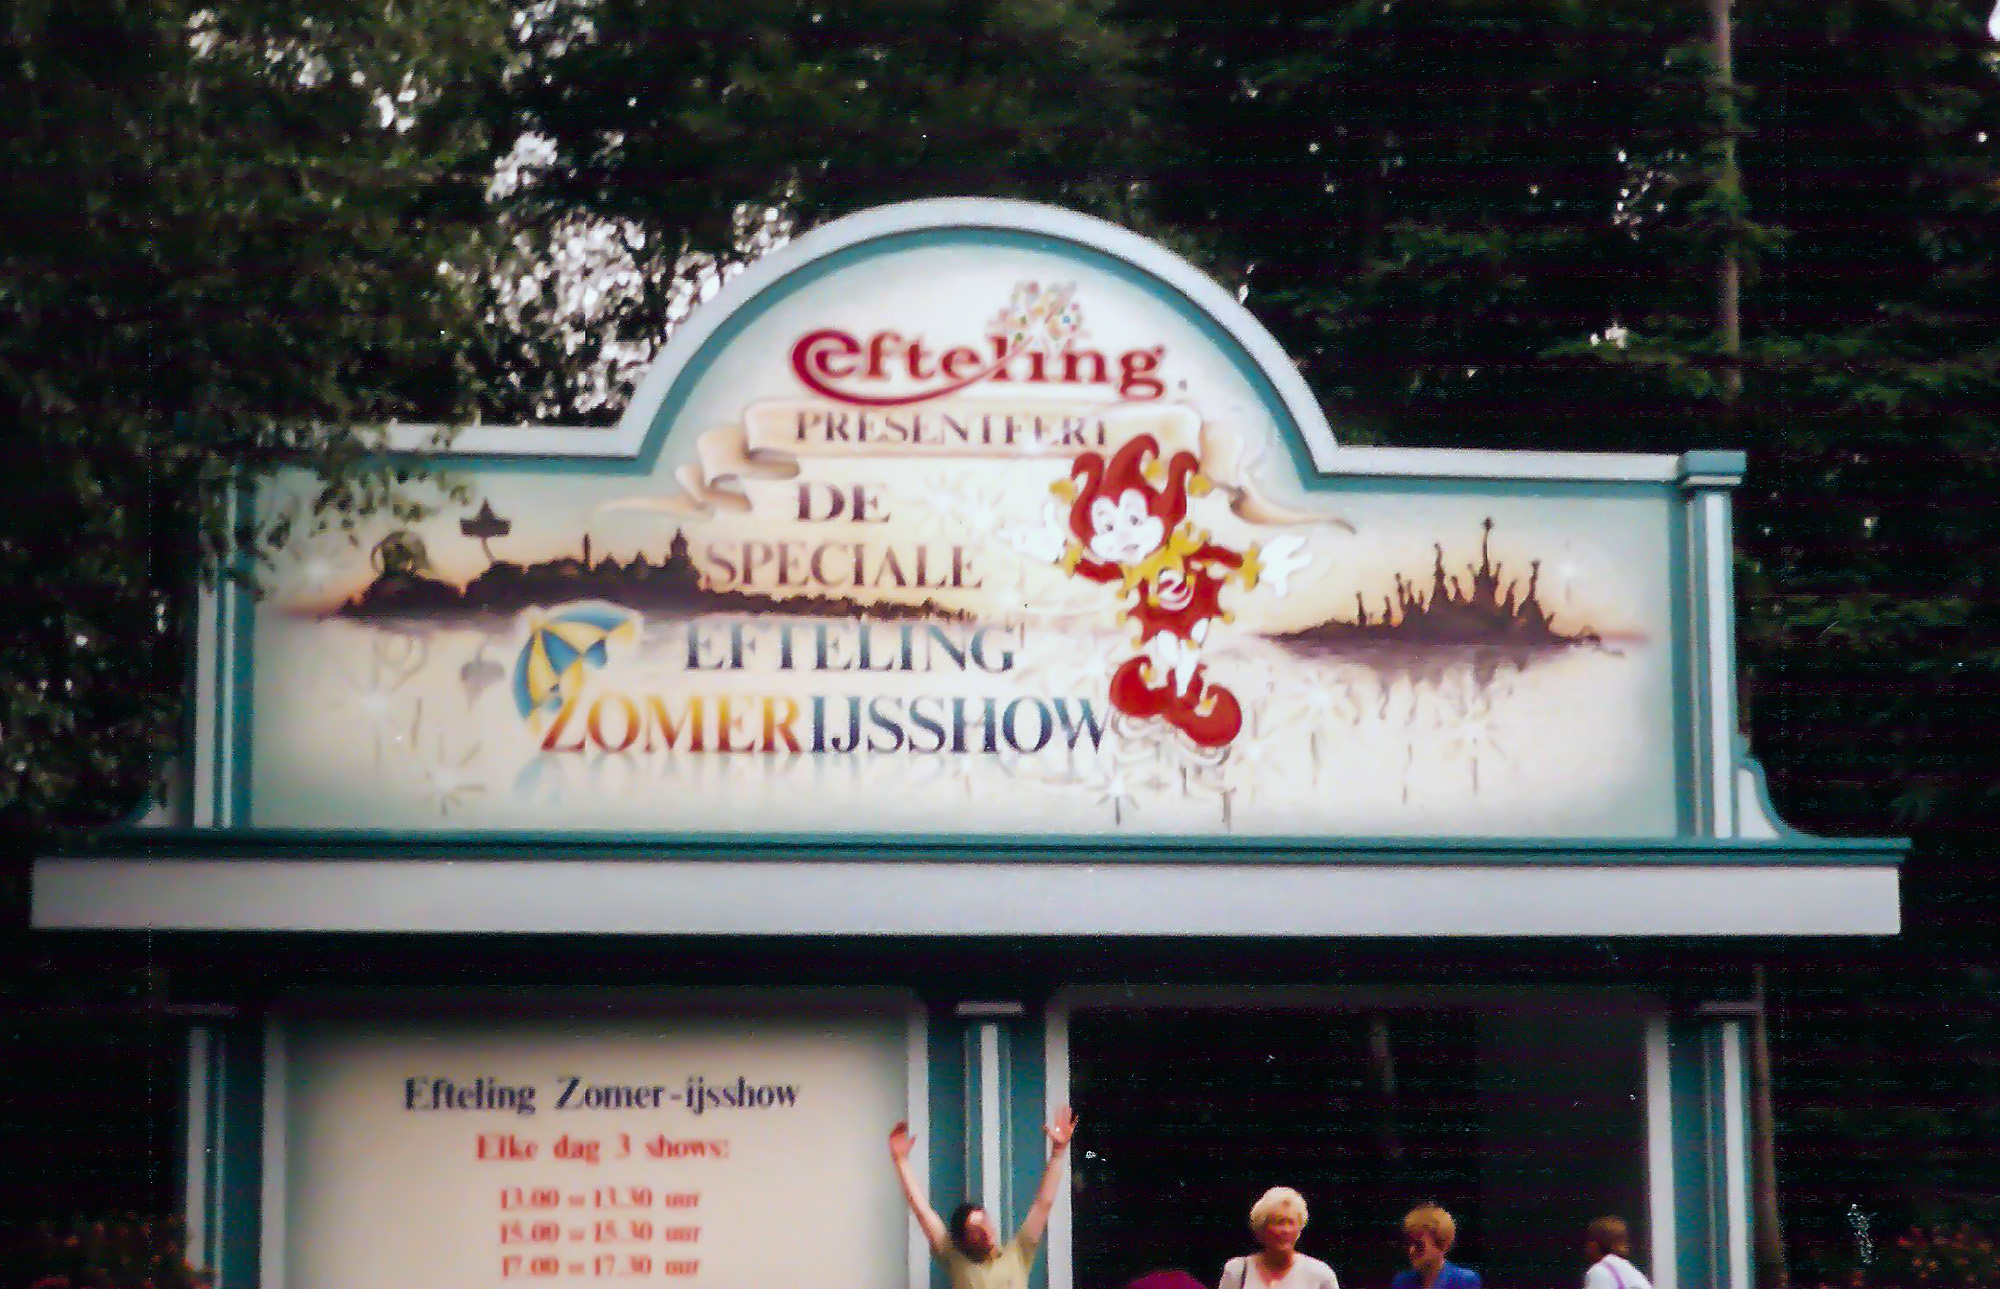 efteling
PRESENTEERT
DE
SPECIALE
EFTELING
ZOMERIJSSHOW
Efteling Zomer-ijsshow
Elke dag 3 shows:
13.00 - 13.30 uur
15.00 - 15.30 uur
17.00 - 17.30 uur